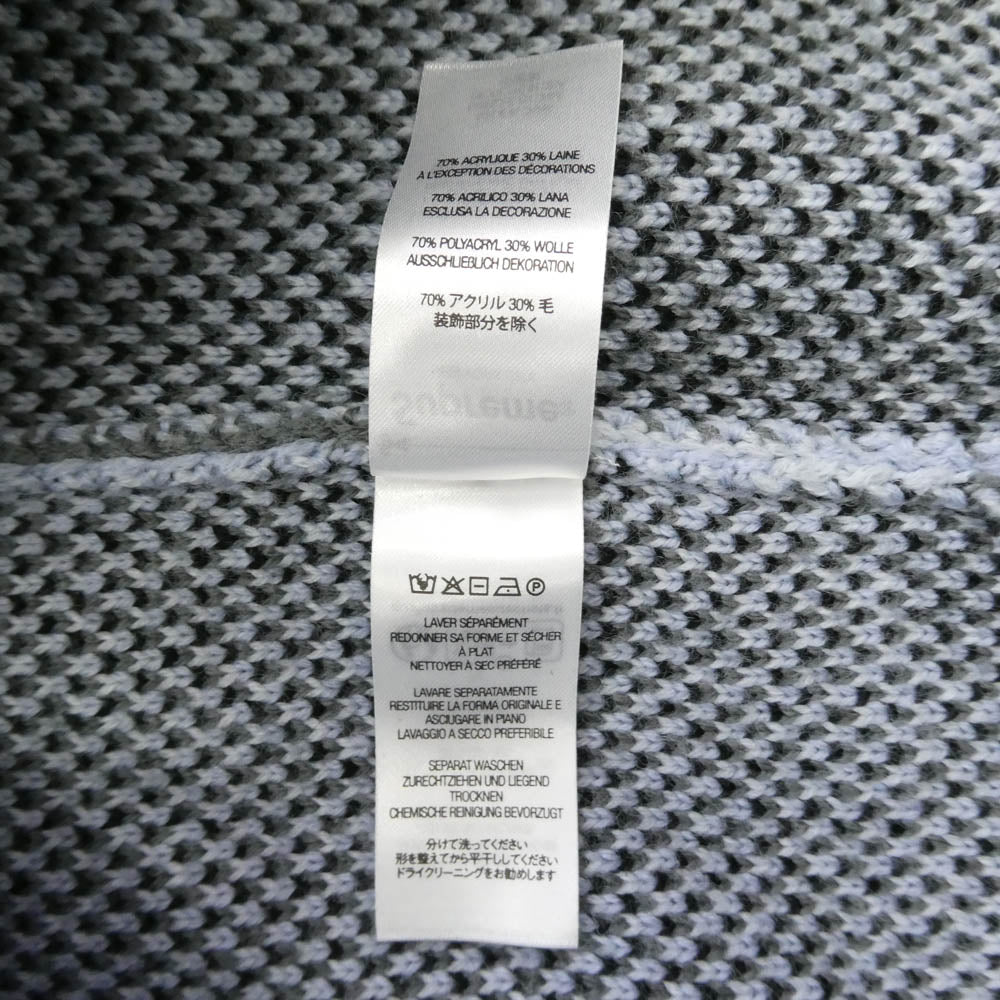 70% ACRYLIQUE 30% LAINE
A L'EXCEPTION DES DÉCORATIONS
70% ACRILICO 30% LANA
ESCLUSA LA DECORAZIONE
70% POLYACRYL 30% WOLLE
AUSSCHLIEßLICH DEKORATION
70% アクリル 30% 毛
装飾部分を除く
Supreme
P
LAVER SÉPARÉMENT
REDONNER SA FORME ET SÉCHER
À PLAT
NETTOYER À SEC PRÉFÉRÉ
LAVARE SEPARATAMENTE
RESTITUIRE LA FORMA ORIGINALE E
ASCIUGARE IN PIANO
LAVAGGIO A SECCO PREFERIBILE
SEPARAT WASCHEN
ZURECHTZIEHEN UND LIEGEND
TROCKNEN
CHEMISCHE REINIGUNG BEVORZUGT
分けて洗ってください
形を整えてから平干ししてください
ドライクリーニングをお勧めします